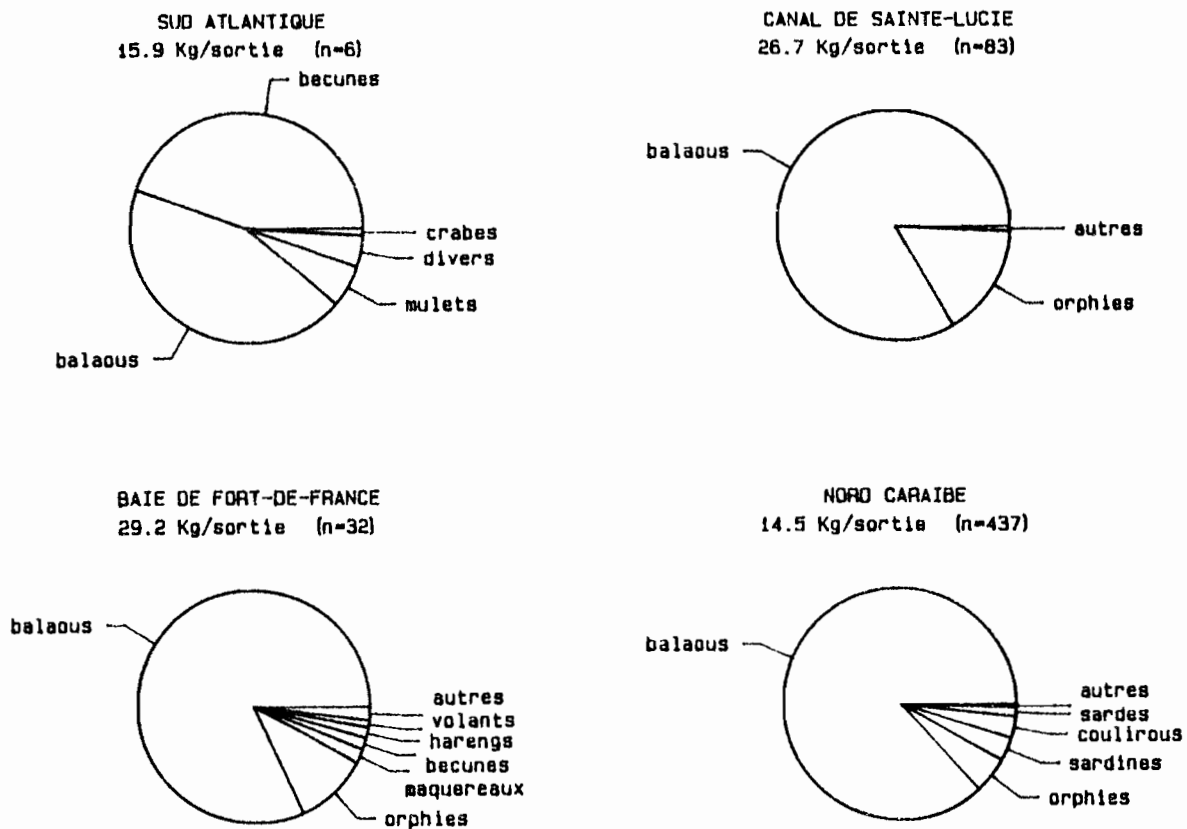 SUD ATLANTIQUE
15.9 Kg/sortie (n=6)
becunes
crabes
divers
mulets
balaous
CANAL DE SAINTE-LUCIE
26.7 Kg/sortie (n=83)
balaous
autres
orphies
BAIE DE FORT-DE-FRANCE
29.2 Kg/sortie (n=32)
balaous
autres
volants
harengs
becunes
maquereaux
orphies
NORD CARAIBE
14.5 Kg/sortie (n=437)
balaous
autres
sardes
coulirous
sardines
orphies